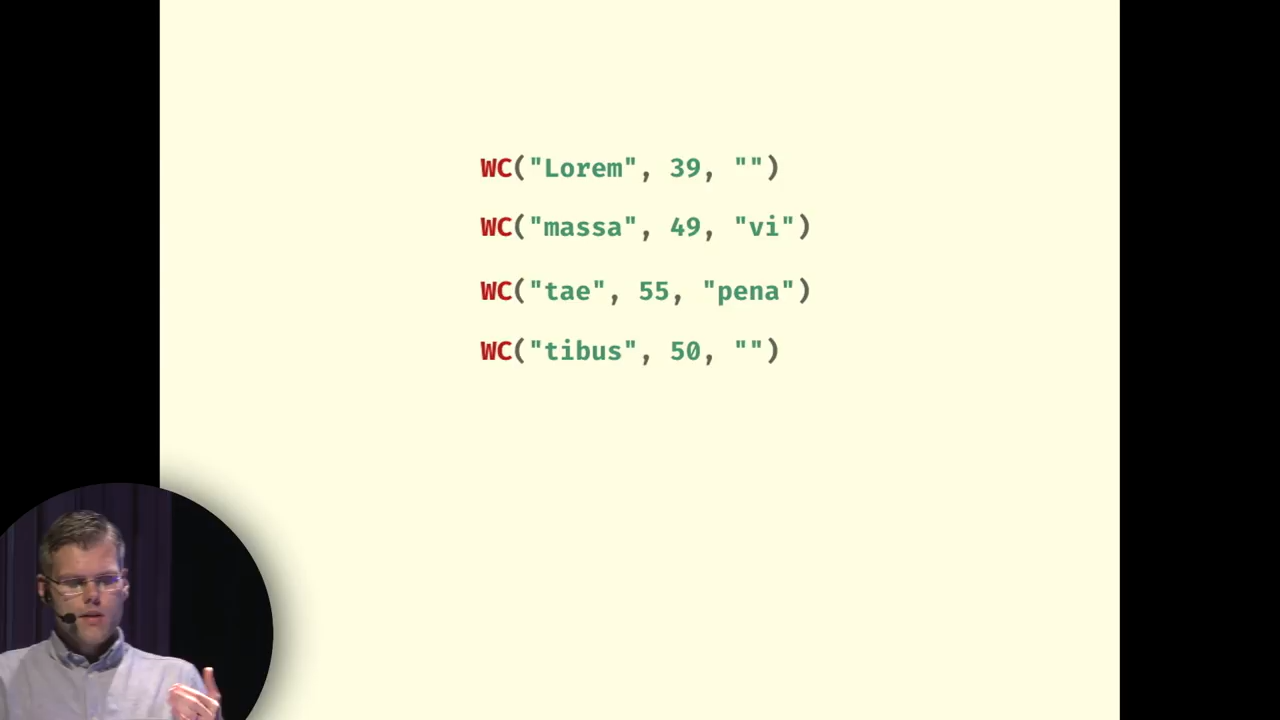 WC("Lorem", 39, "")
WC("massa", 49, "vi")
WC("tae", 55, "pena")
WC("tibus", 50, "")